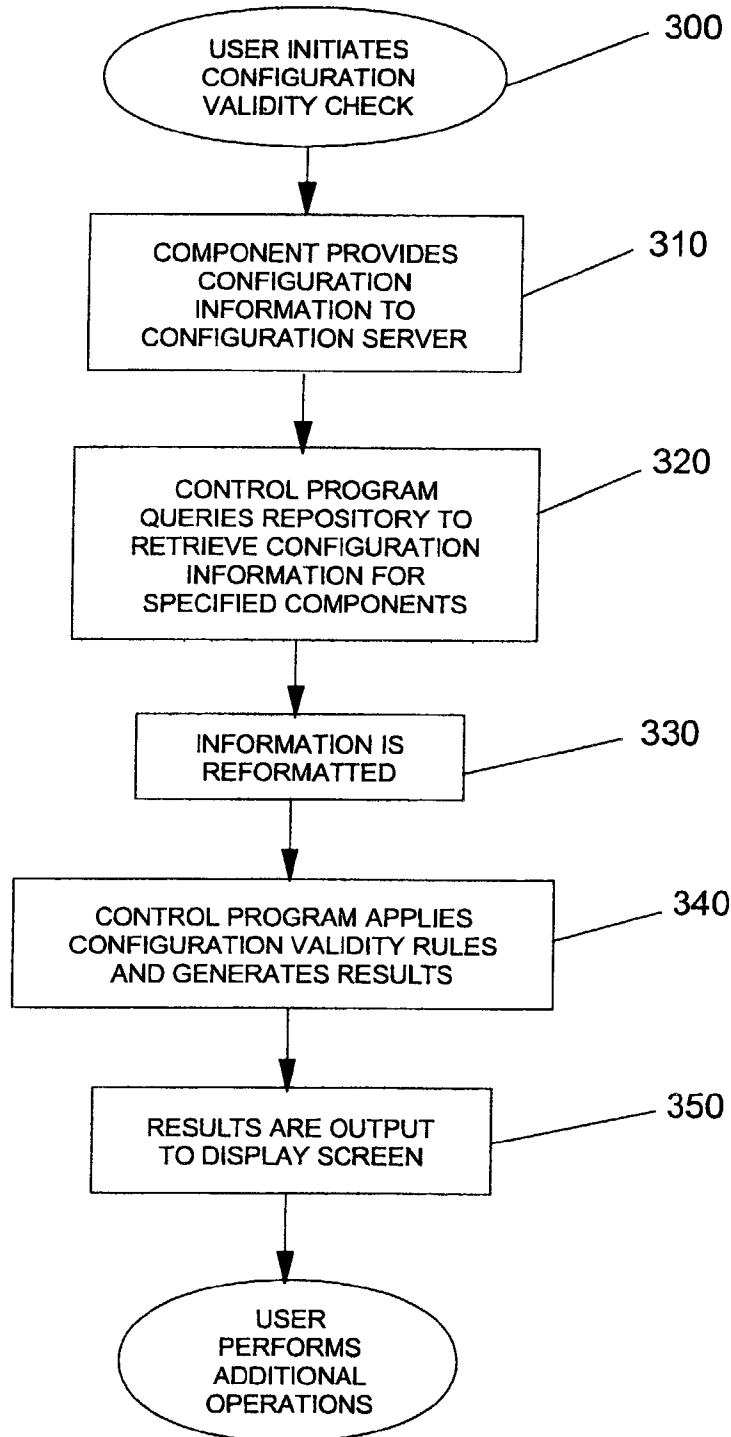 USER INITIATES
CONFIGURATION
VALIDITY CHECK
300
COMPONENT PROVIDES
CONFIGURATION
INFORMATION TO
CONFIGURATION SERVER
310
CONTROL PROGRAM
QUERIES REPOSITORY TO
RETRIEVE CONFIGURATION
INFORMATION FOR
SPECIFIED COMPONENTS
320
INFORMATION IS
REFORMATTED
330
CONTROL PROGRAM APPLIES
CONFIGURATION VALIDITY RULES
AND GENERATES RESULTS
340
RESULTS ARE OUTPUT
TO DISPLAY SCREEN
350
USER
PERFORMS
ADDITIONAL
OPERATIONS